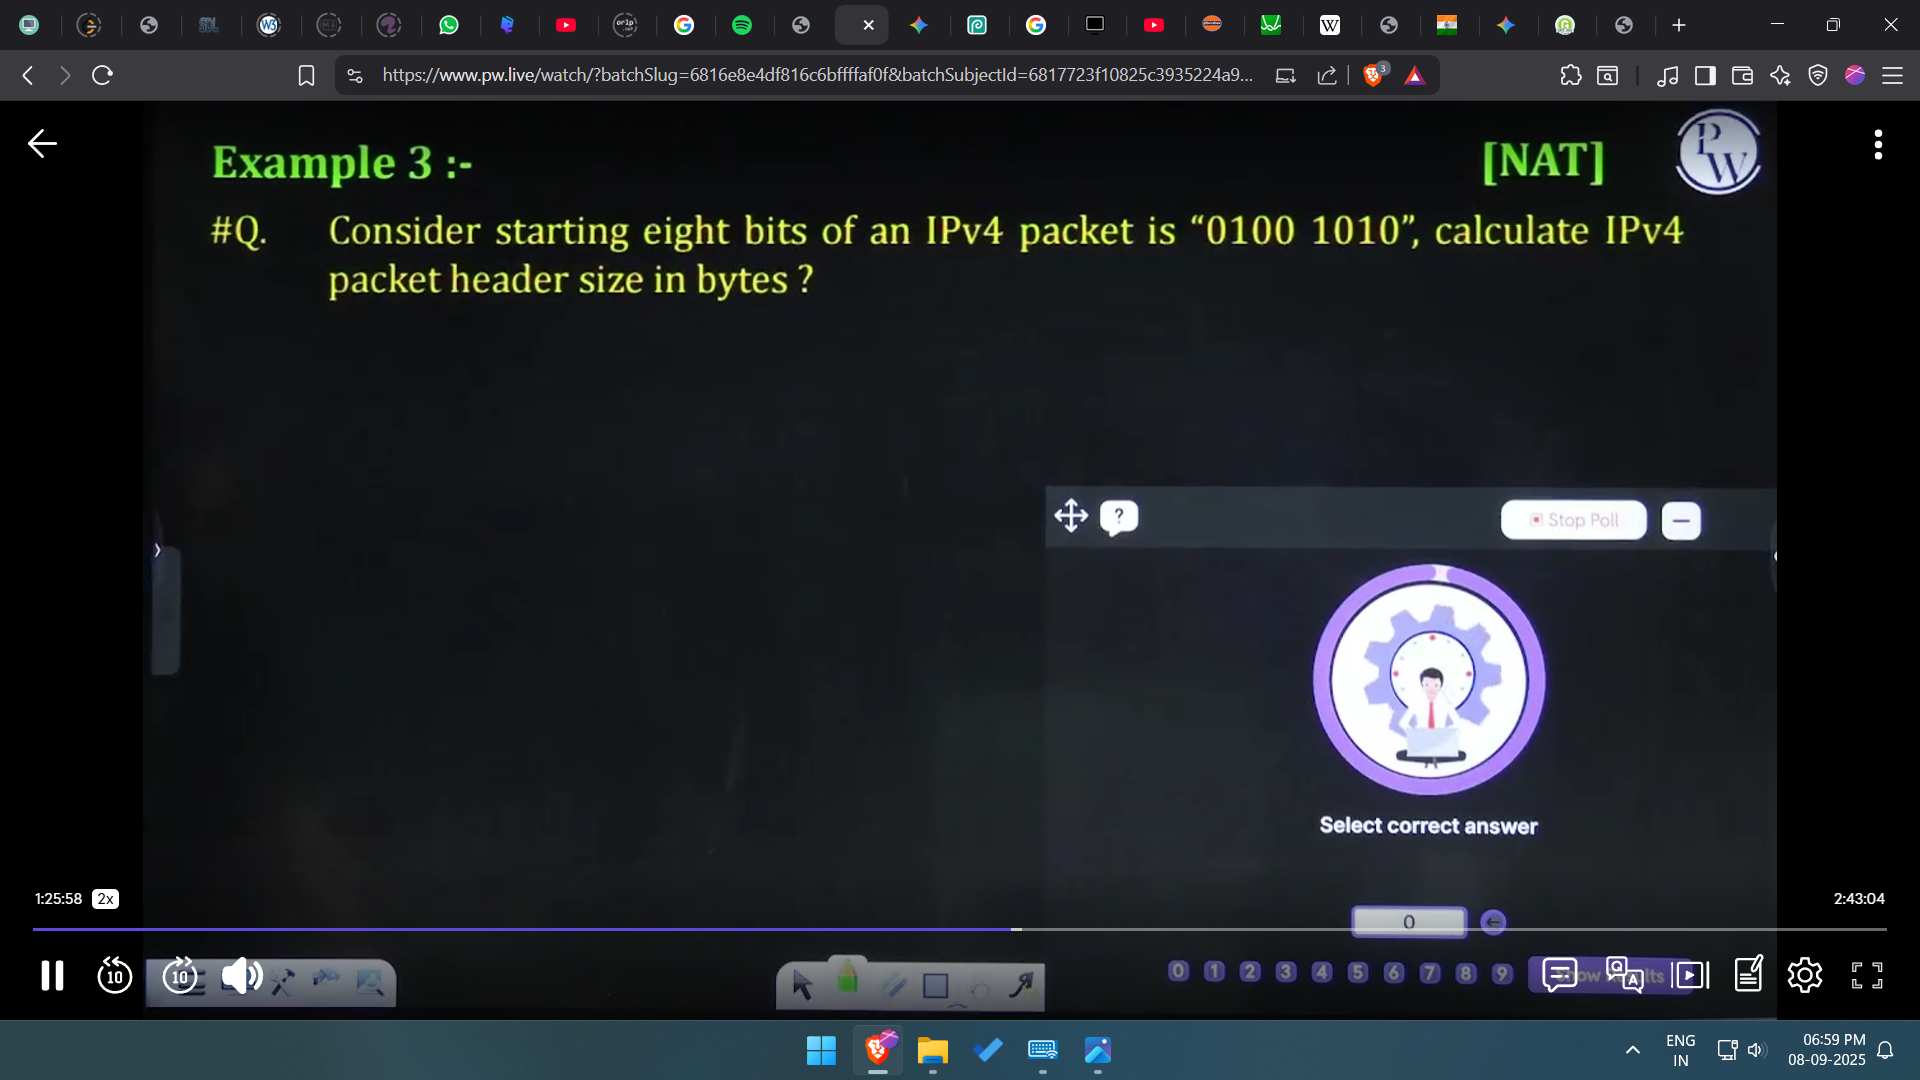 https://www.pw.live/watch/?batchSlug=6816e8e4df816c6bffffaf0f&batchSubjectId=6817723f10825c3935224a9...
3
Example 3 :-
[NAT]
PW
#Q. Consider starting eight bits of an IPv4 packet is “0100 1010”, calculate IPv4
packet header size in bytes ?
?
Stop Poll
Select correct answer
1:25:58 2x
2:43:04
0
10 10
0 1 2 3 4 5 6 7 8 9
ENG
IN
06:59 PM
08-09-2025